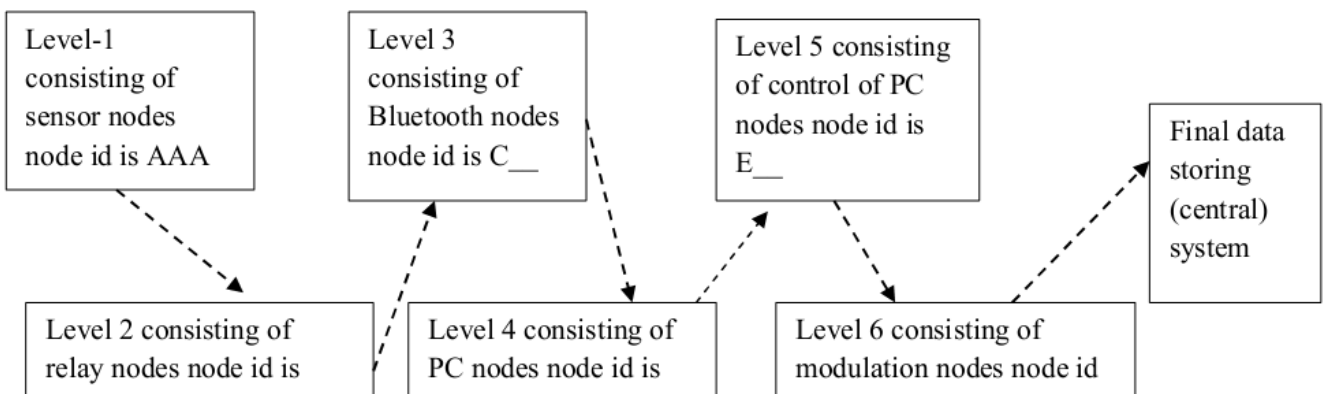 Level-1
consisting of
sensor nodes
node id is AAA
Level 2 consisting of
relay nodes node id is
Level 3
consisting of
Bluetooth nodes
node id is C__
Level 4 consisting of
PC nodes node id is
Level 5 consisting
of control of PC
nodes node id is
E__
Level 6 consisting of
modulation nodes node id
Final data
storing
(central)
system